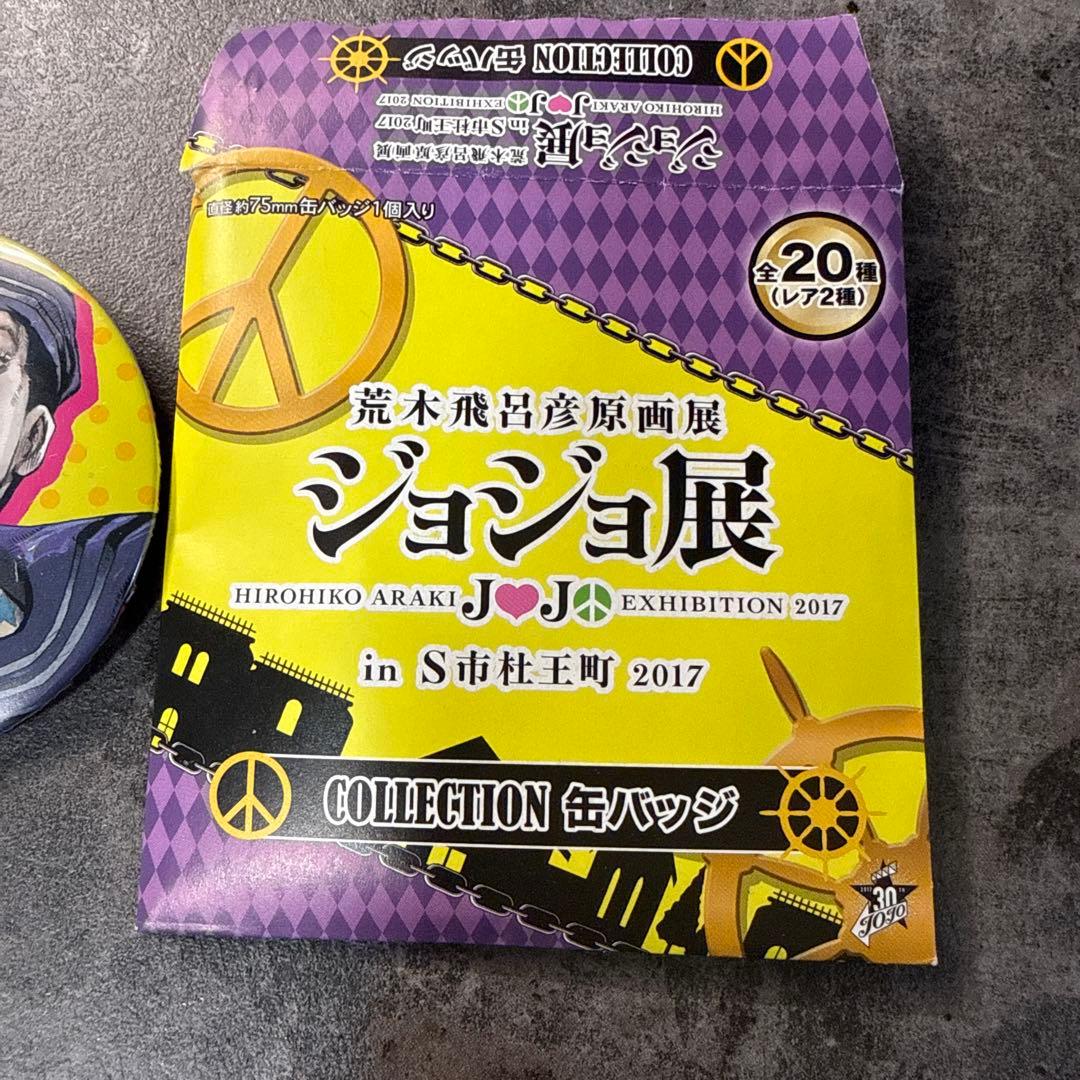 COLLECTION 缶バッジ
HIROHIKO ARAKI JOJO EXHIBITION 2017
荒木飛呂彦原画展
ジョジョ展
in S市杜王町 2017
直径約75mm缶バッジ1個入り
全20種
(レア2種)
荒木飛呂彦原画展
ジョジョ展
HIROHIKO ARAKI JOJO EXHIBITION 2017
in S市杜王町 2017
COLLECTION 缶バッジ
2017 30TH
JOJO